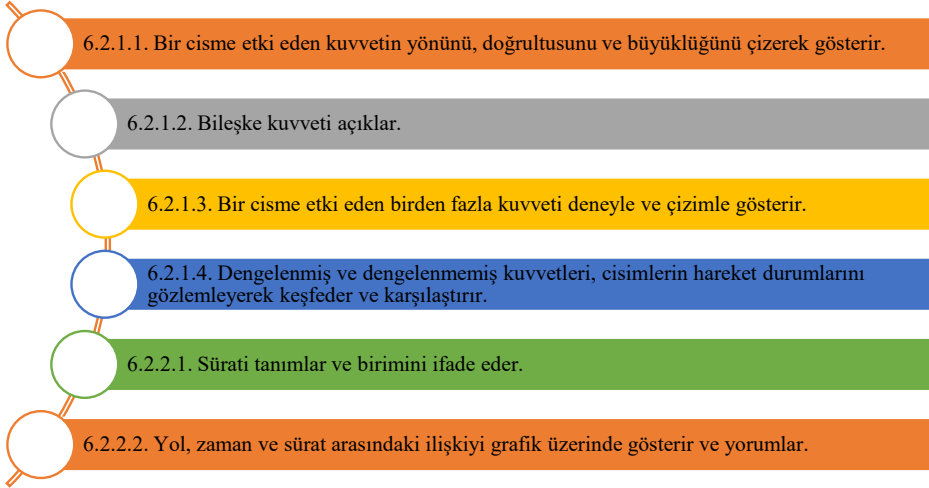 6.2.1.1. Bir cisme etki eden kuvvetin yönünü, doğrultusunu ve büyüklüğünü çizerek gösterir.
6.2.1.2. Bileşke kuvveti açıklar.
6.2.1.3. Bir cisme etki eden birden fazla kuvveti deneyle ve çizimle gösterir.
6.2.1.4. Dengelenmiş ve dengelenmemiş kuvvetleri, cisimlerin hareket durumlarını
gözlemleyerek keşfeder ve karşılaştırır.
6.2.2.1. Sürati tanımlar ve birimini ifade eder.
6.2.2.2. Yol, zaman ve sürat arasındaki ilişkiyi grafik üzerinde gösterir ve yorumlar.